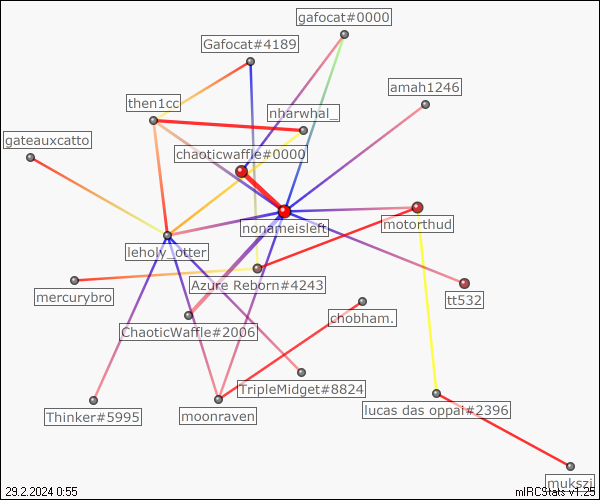 gafocat#0000
Gafocat#4189
amah1246
then1cc
nharwhal_
gateauxcatto
chaoticwaffle#0000
motorthud
nonameisleft
leholy_otter
Azure Reborn#4243
mercurybro
tt532
chobham.
ChaoticWaffle#2006
TripleMidget#8824
Thinker#5995
moonraven
lucas das oppai#2396
mukszi
29.2.2024 0:55
mIRCStats v1.25